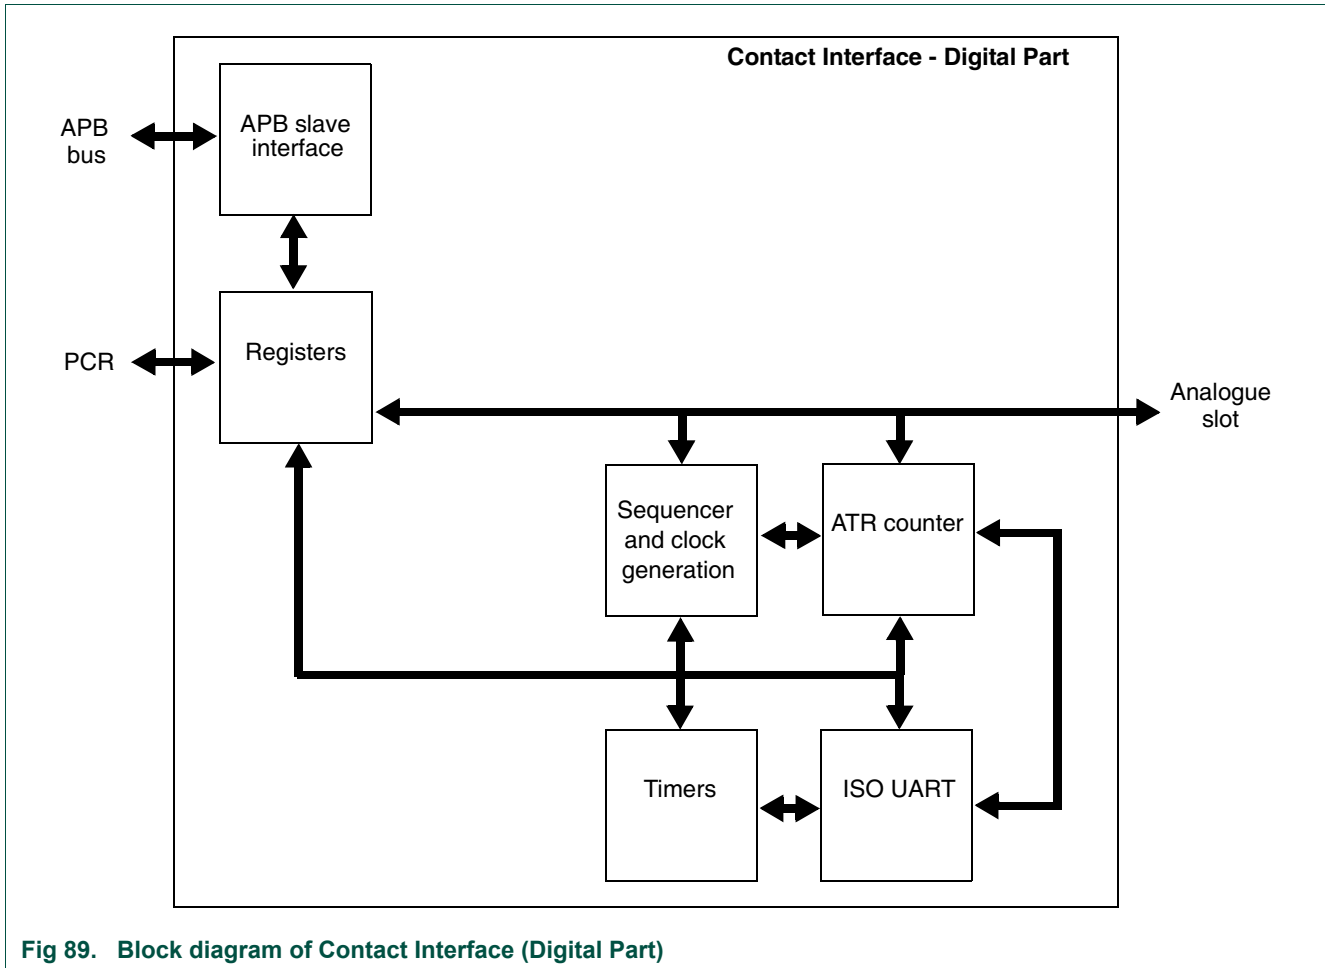 Contact Interface - Digital Part
APB
bus
APB slave
interface
PCR
Registers
Analogue
slot
Sequencer
and clock
generation
ATR counter
Timers
ISO UART
Fig 89. Block diagram of Contact Interface (Digital Part)